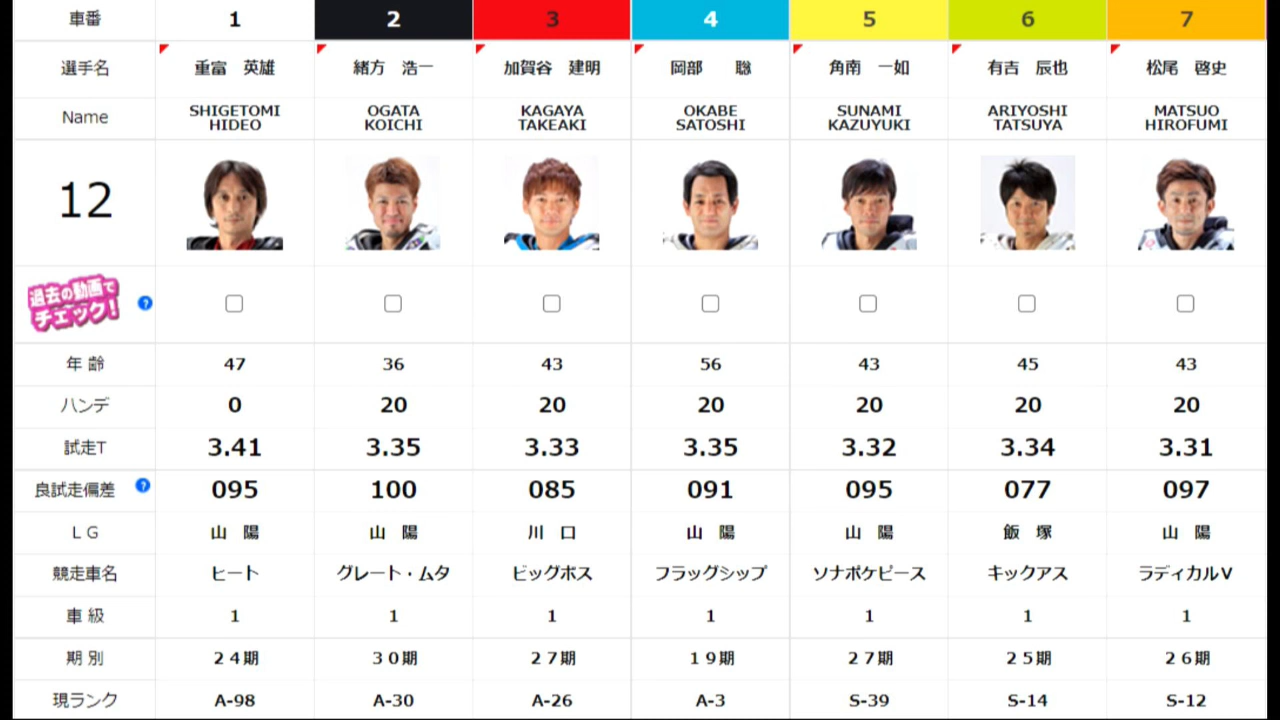 車番 1 2 3 4 5 6 7
選手名 重富 英雄 緒方 浩一 加賀谷 建明 岡部 聡 角南 一如 有吉 辰也 松尾 啓史
Name SHIGETOMI OGATA KAGAYA OKABE SUNAMI ARIYOSHI MATSUO
HIDEO KOICHI TAKEAKI SATOSHI KAZUYUKI TATSUYA HIROFUMI
12
過去の動画で
チェック! ?
年齢 47 36 43 56 43 45 43
ハンデ 0 20 20 20 20 20 20
試走T 3.41 3.35 3.33 3.35 3.32 3.34 3.31
良試走偏差 ? 095 100 085 091 095 077 097
LG 山 陽 山 陽 川 口 山 陽 山 陽 飯 塚 山 陽
競走車名 ヒート グレート・ムタ ビッグボス フラッグシップ ソナポケピース キックアス ラディカルV
車級 1 1 1 1 1 1 1
期別 24期 30期 27期 19期 27期 25期 26期
現ランク A-98 A-30 A-26 A-3 S-39 S-14 S-12